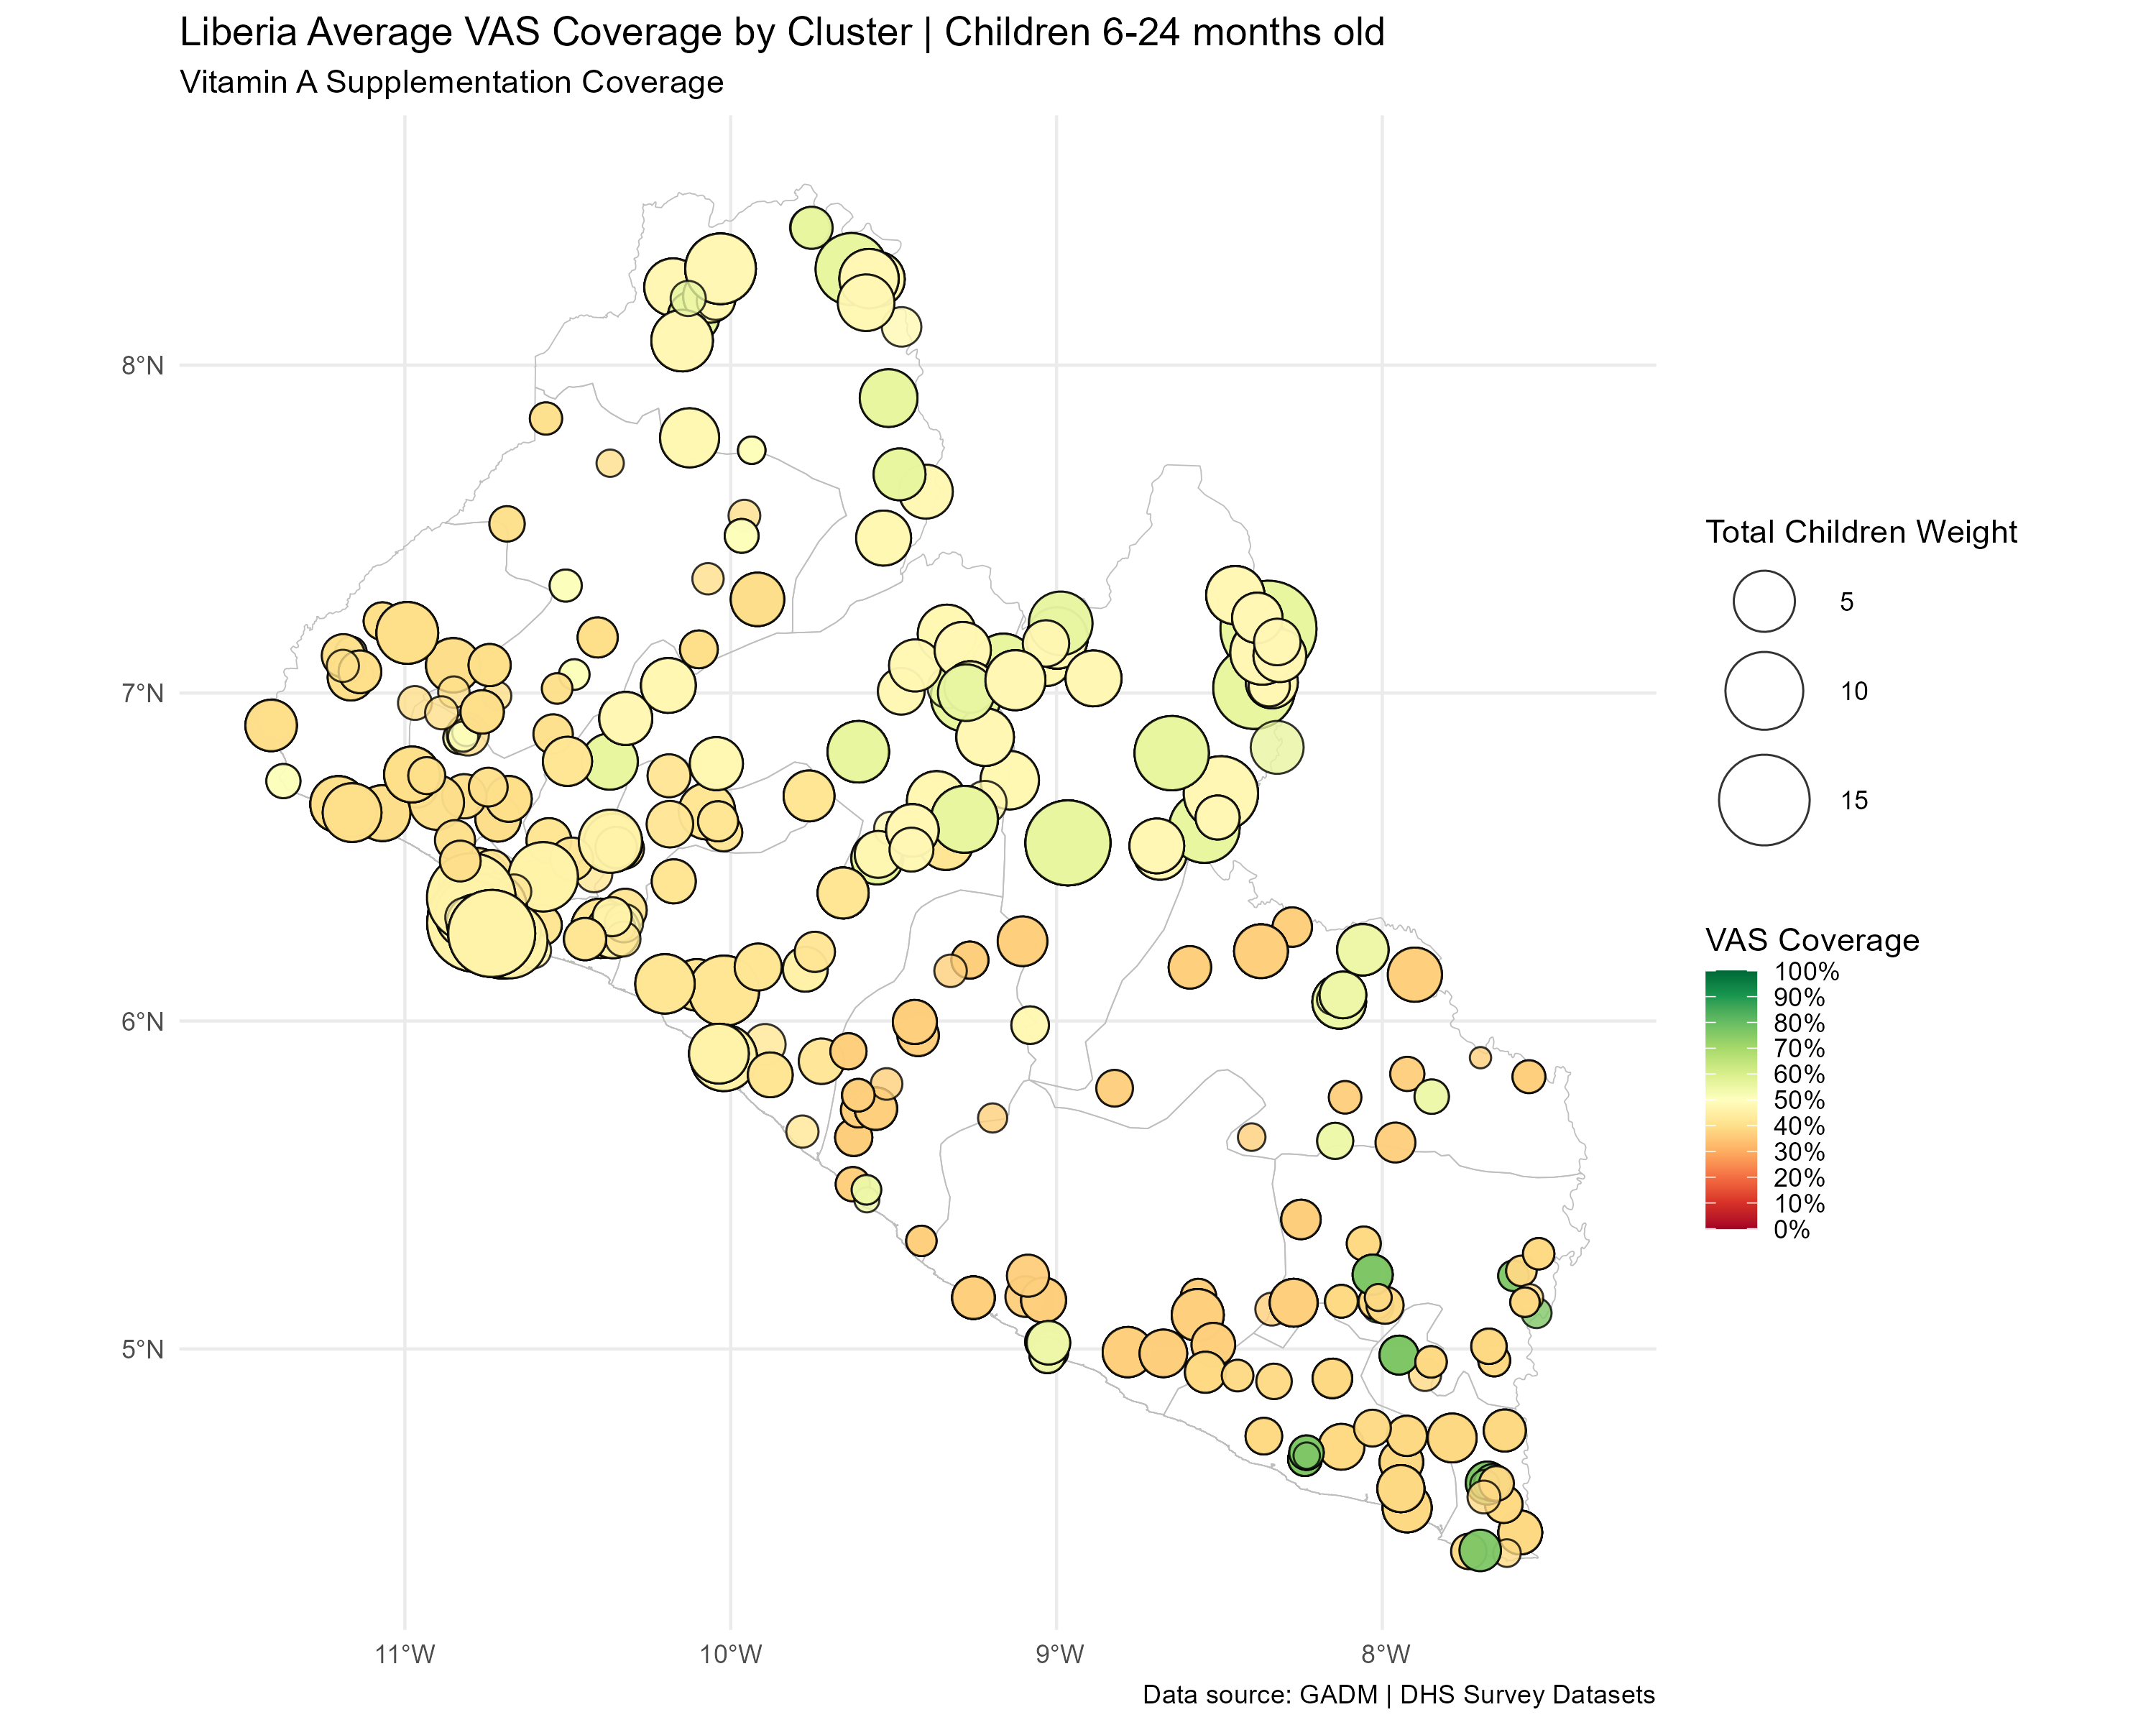 Liberia Average VAS Coverage by Cluster | Children 6-24 months old
Vitamin A Supplementation Coverage
8°N
7°N
6°N
5°N
11°W
10°W
9°W
8°W
Total Children Weight
5
10
15
VAS Coverage
100%
90%
80%
70%
60%
50%
40%
30%
20%
10%
0%
Data source: GADM | DHS Survey Datasets